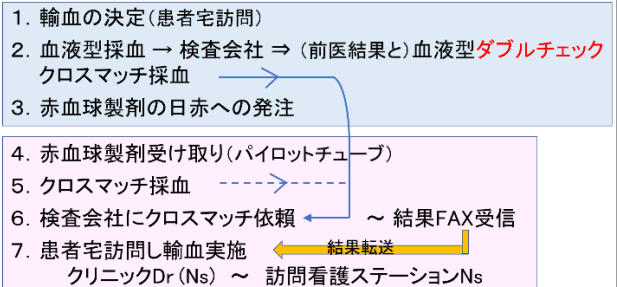 1. 輸血の決定(患者宅訪問)
2. 血液型採血 → 検査会社 ⇒ (前医結果と)血液型ダブルチェック
クロスマッチ採血
3. 赤血球製剤の日赤への発注
4. 赤血球製剤受け取り(パイロットチューブ)
5. クロスマッチ採血
6. 検査会社にクロスマッチ依頼 ~ 結果FAX受信
7. 患者宅訪問し輸血実施 結果転送
クリニックDr(Ns) ~ 訪問看護ステーションNs